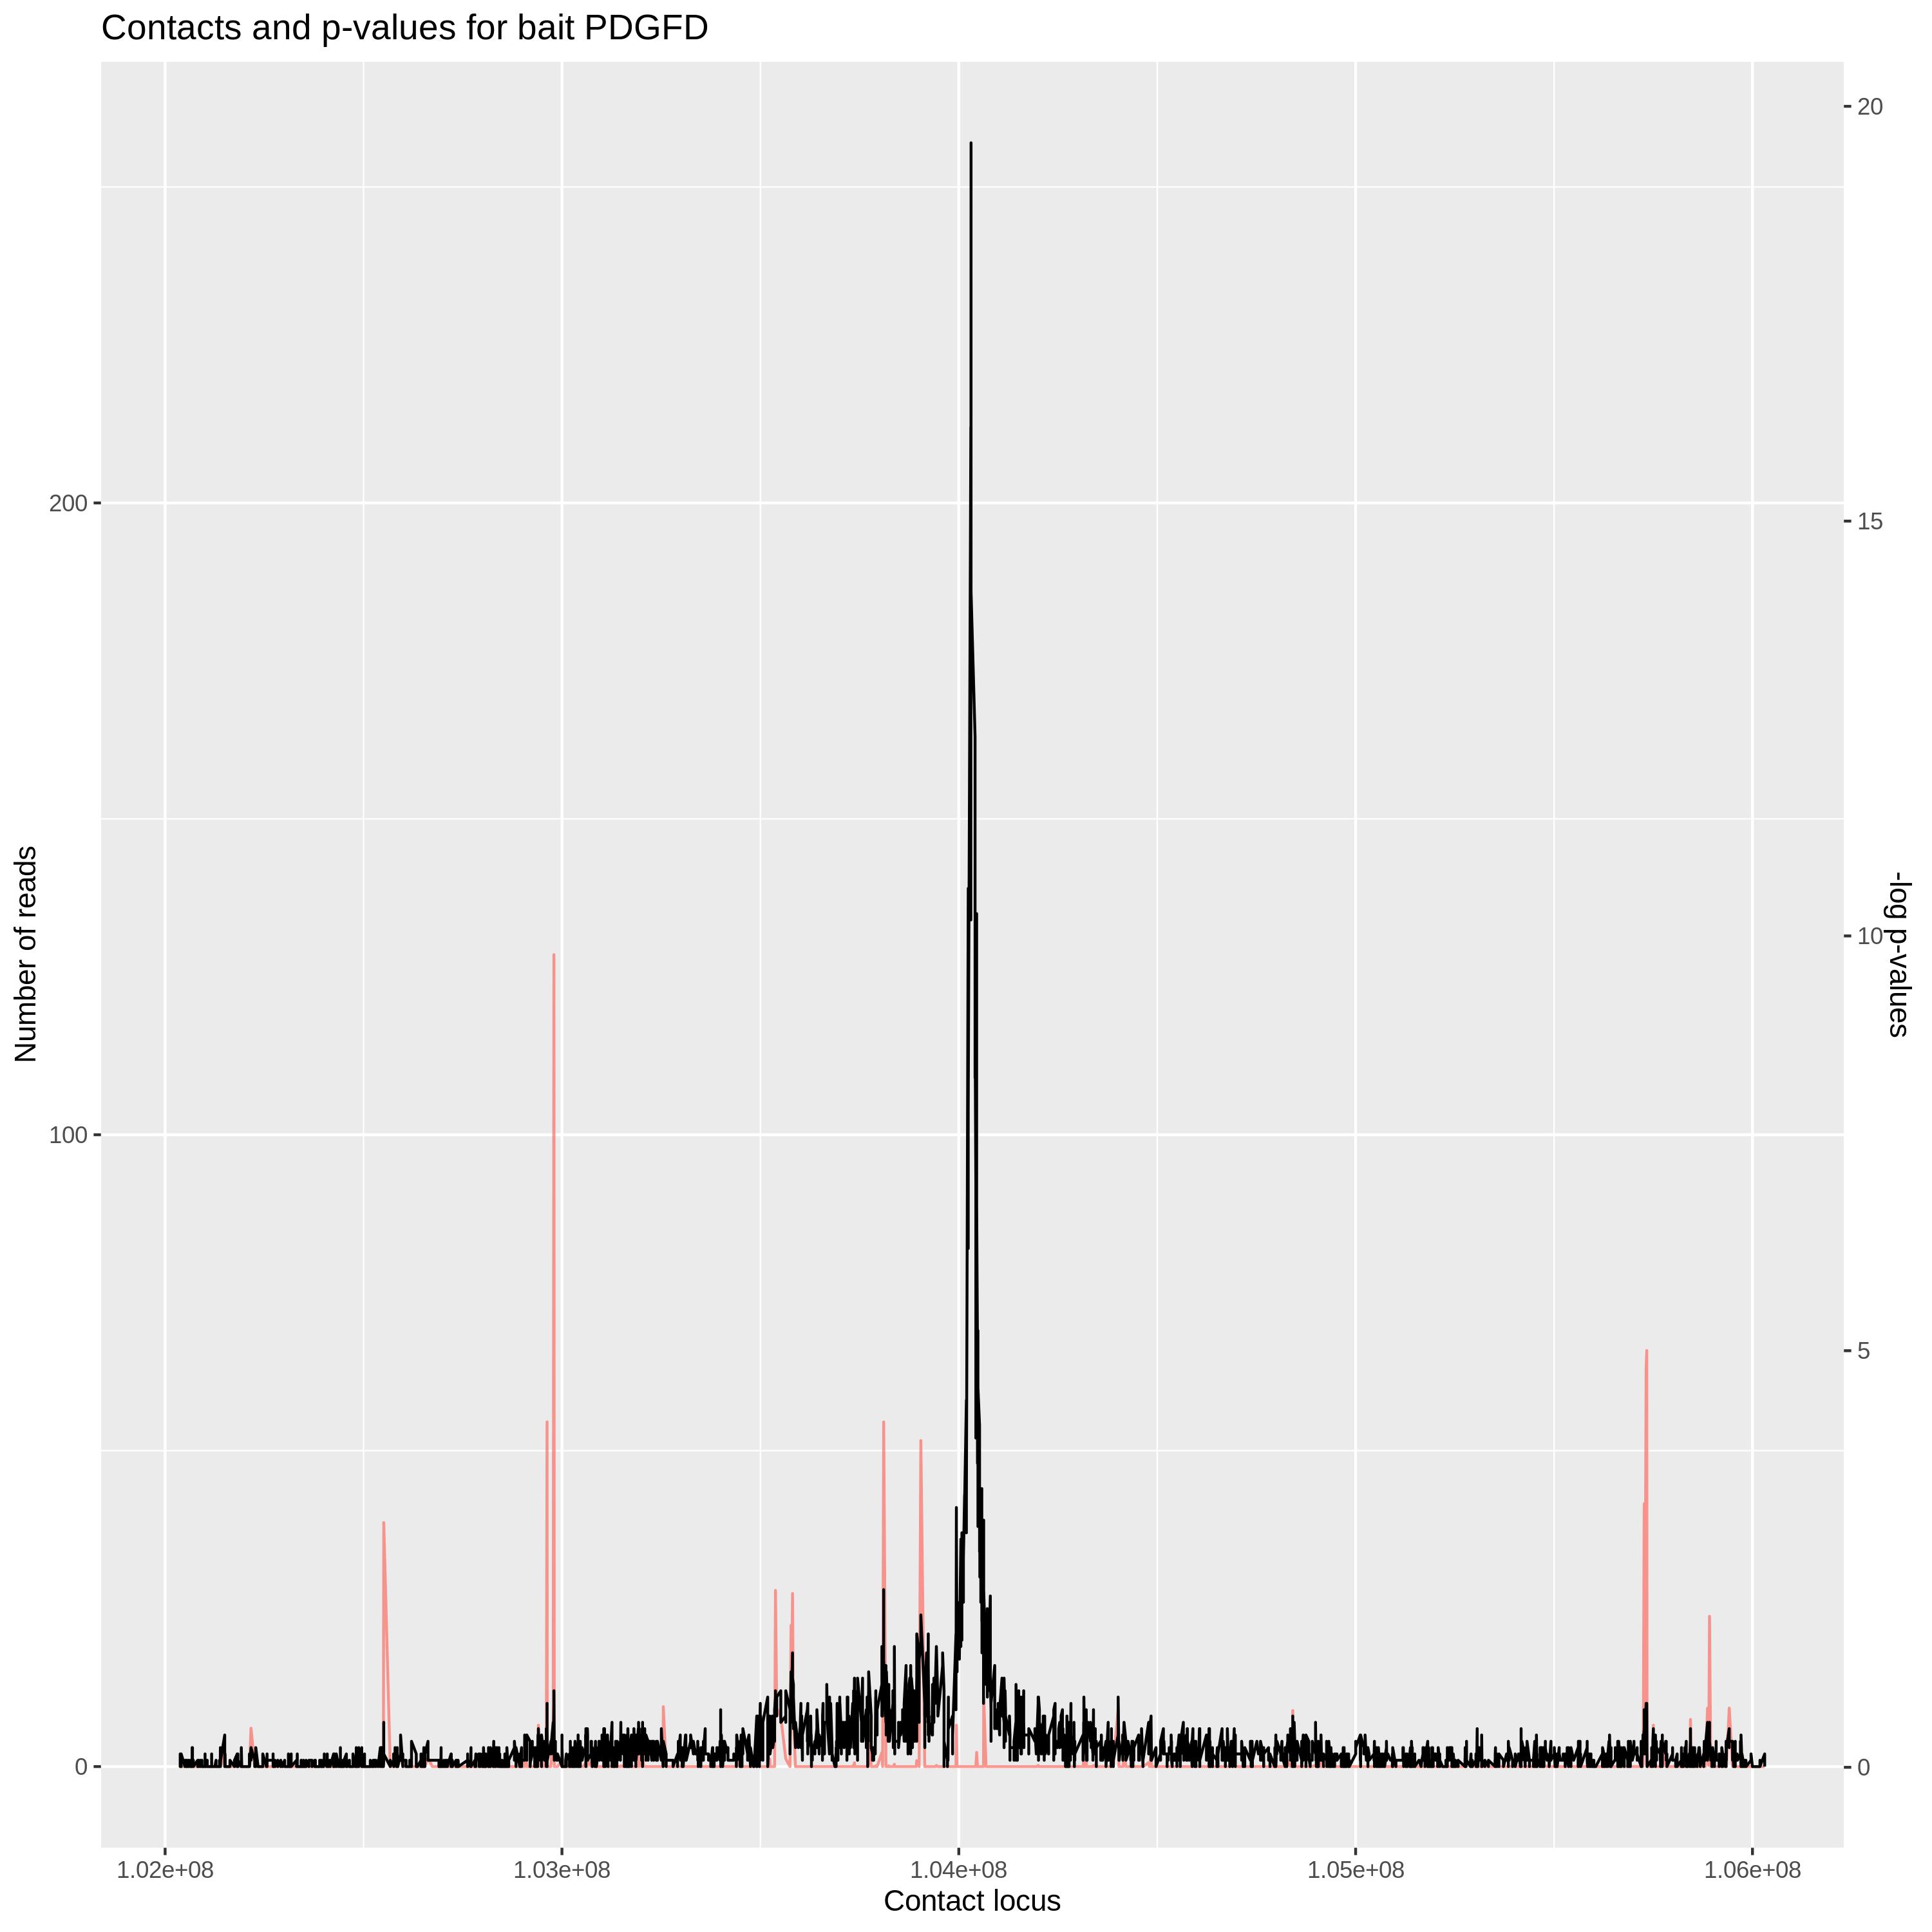 Contacts and p-values for bait PDGFD
Number of reads
200
100
0
20
15
10
5
0
-log p-values
1.02e+08
1.03e+08
1.04e+08
1.05e+08
1.06e+08
Contact locus